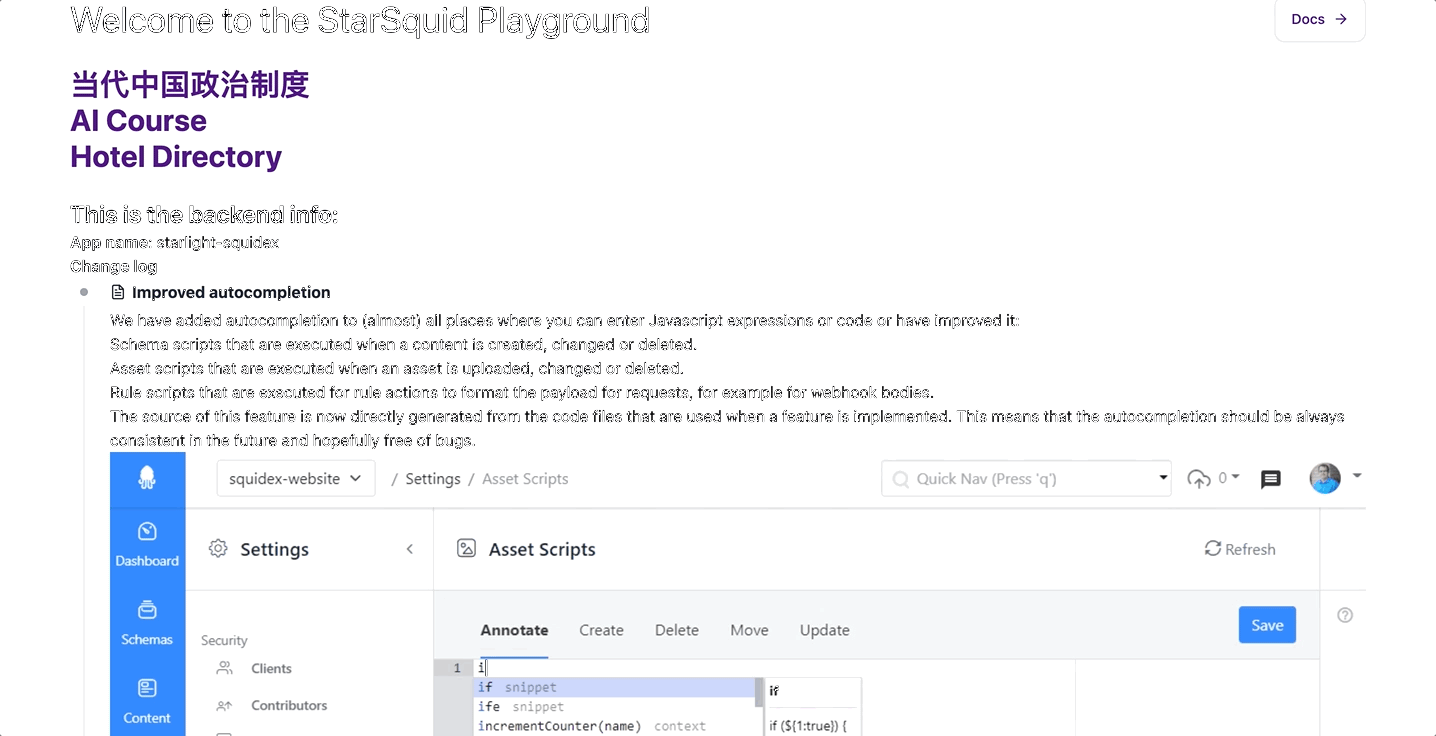 Welcome to the StarSquid Playground
Docs →
当代中国政治制度
AI Course
Hotel Directory
This is the backend info:
App name: starlight-squidex
Change log
Improved autocompletion
We have added autocompletion to (almost) all places where you can enter Javascript expressions or code or have improved it:
Schema scripts that are executed when a content is created, changed or deleted.
Asset scripts that are executed when an asset is uploaded, changed or deleted.
Rule scripts that are executed for rule actions to format the payload for requests, for example for webhook bodies.
The source of this feature is now directly generated from the code files that are used when a feature is implemented. This means that the autocompletion should be always
consistent in the future and hopefully free of bugs.
squidex-website / Settings / Asset Scripts
Quick Nav (Press 'q')
0
Dashboard
Settings
Asset Scripts
Refresh
Schemas
Security
Annotate Create Delete Move Update
Save
Clients
1 i
if snippet
if
ife snippet
Content
Contributors
incrementCounter(name) context
if (${1:true}) {